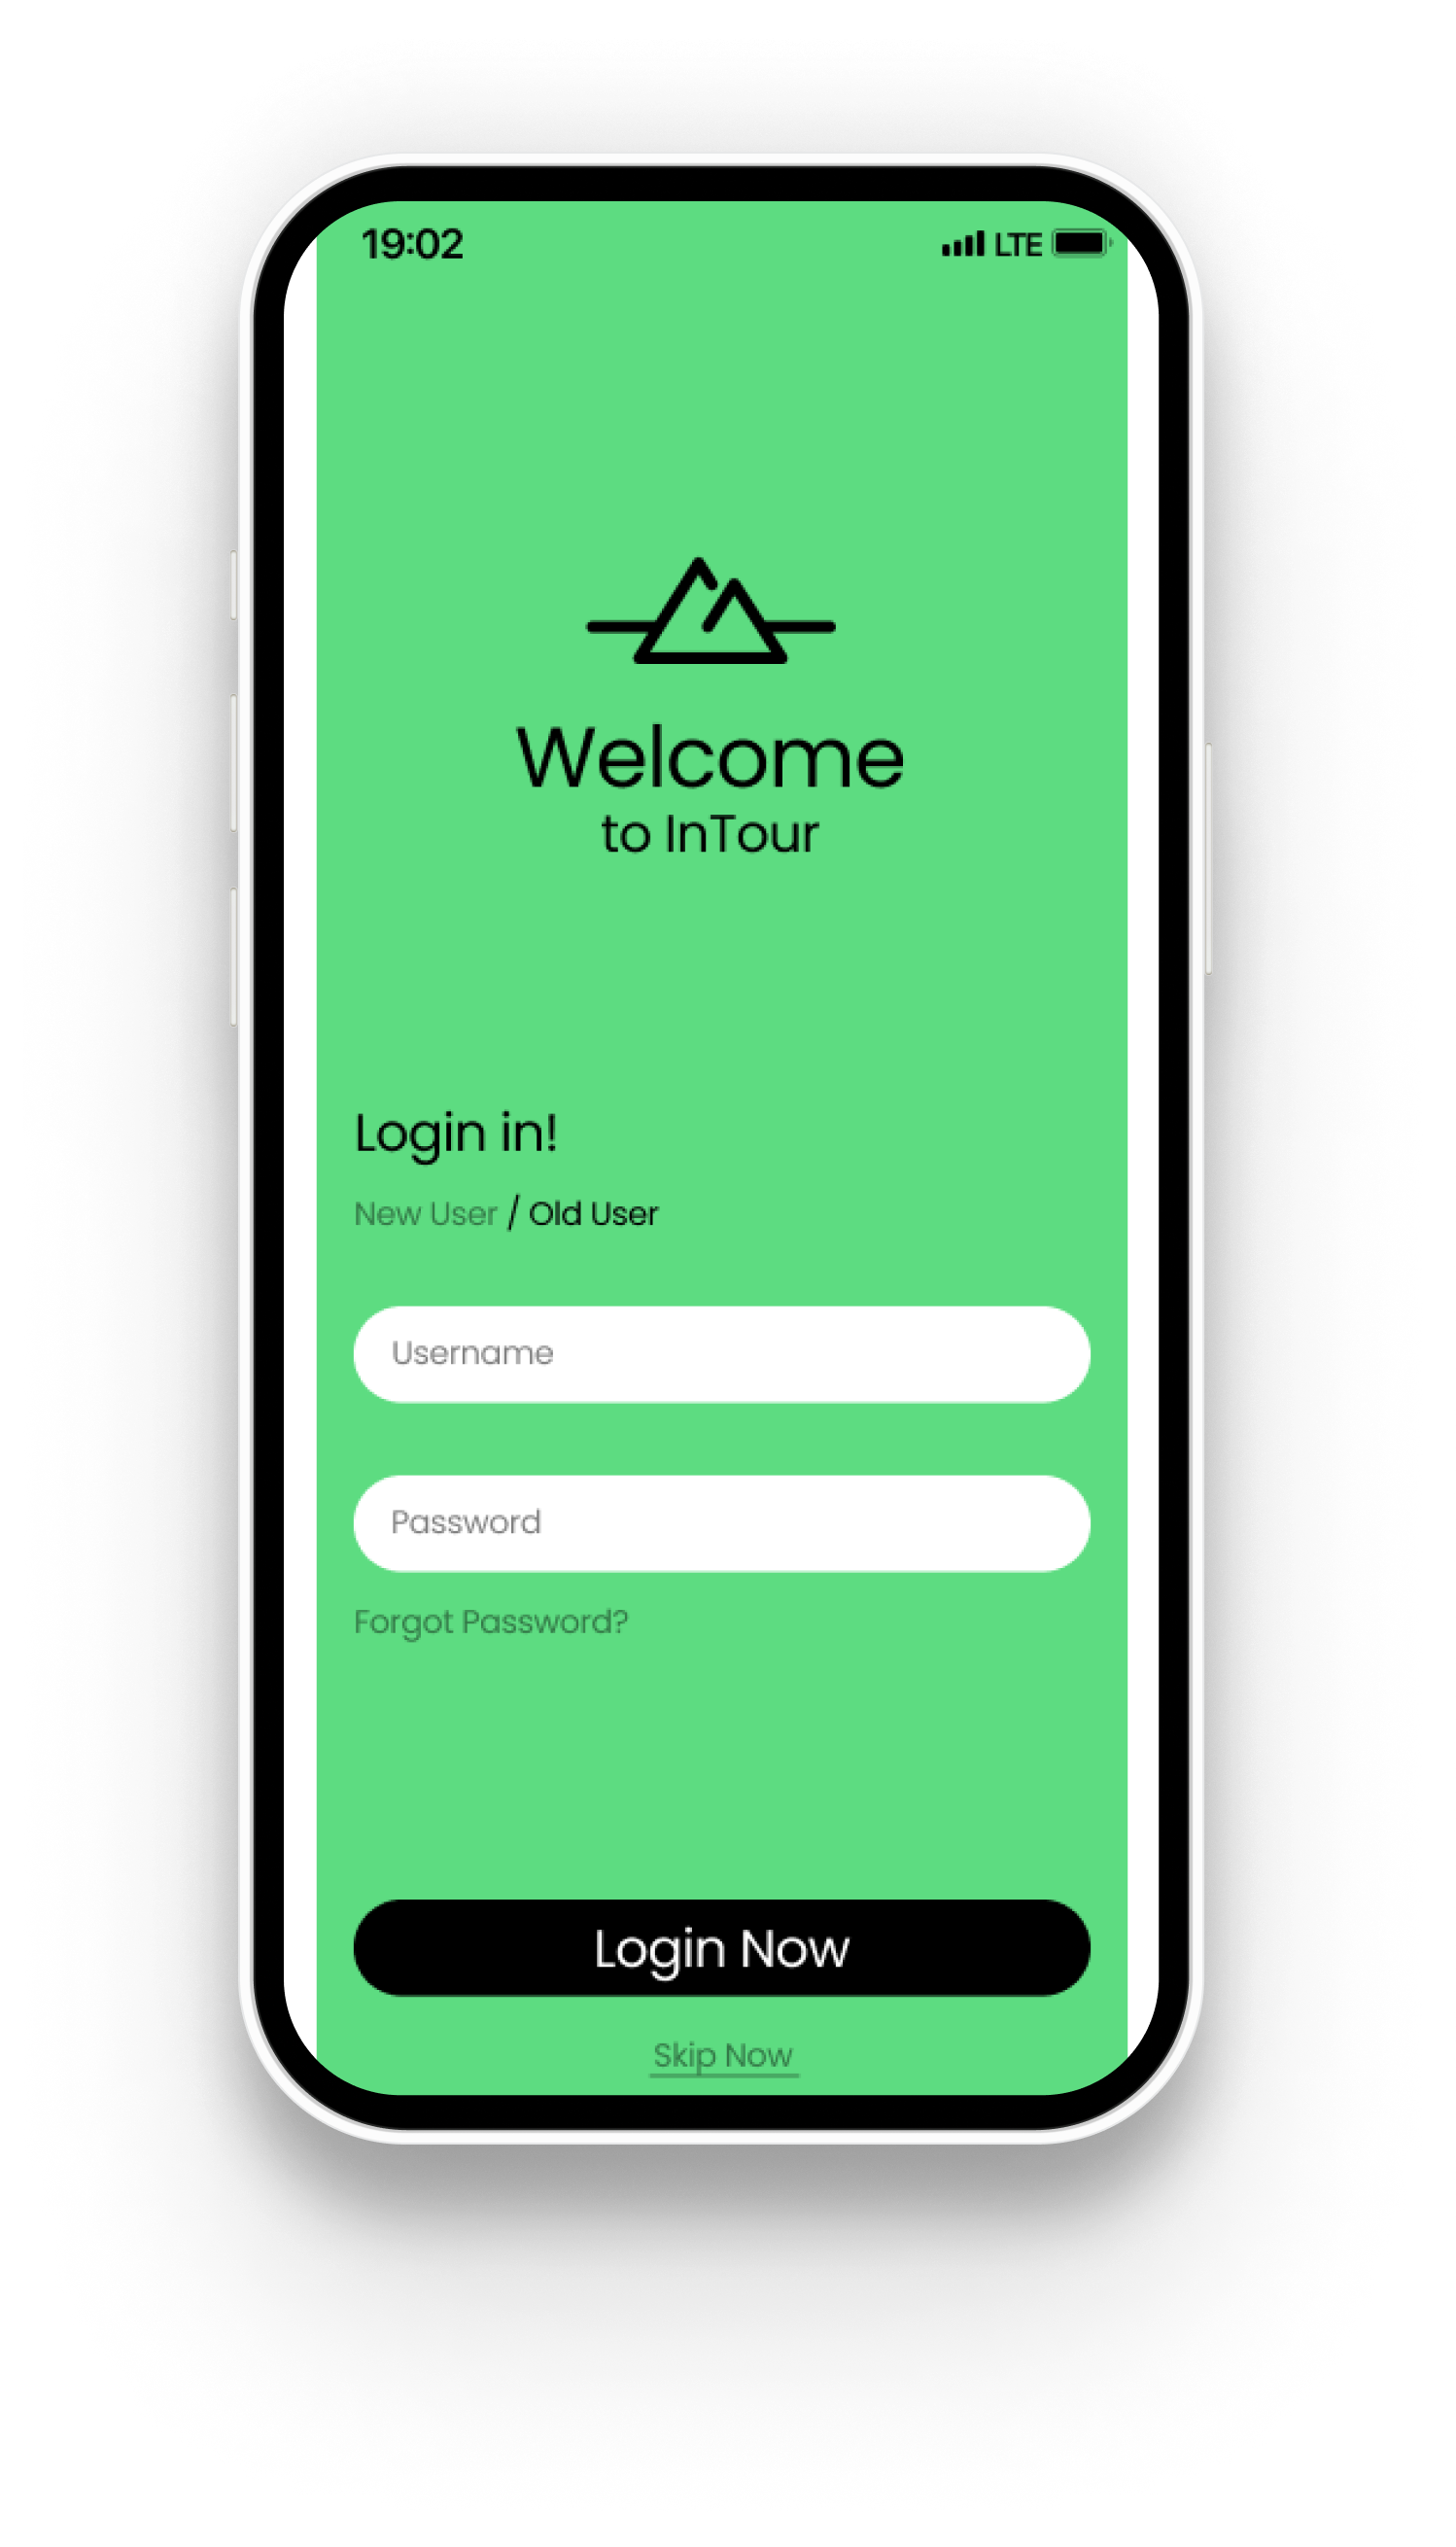 19:02 LTE
Welcome
to InTour
Login in!
New User / Old User
Username
Password
Forgot Password?
Login Now
Skip Now